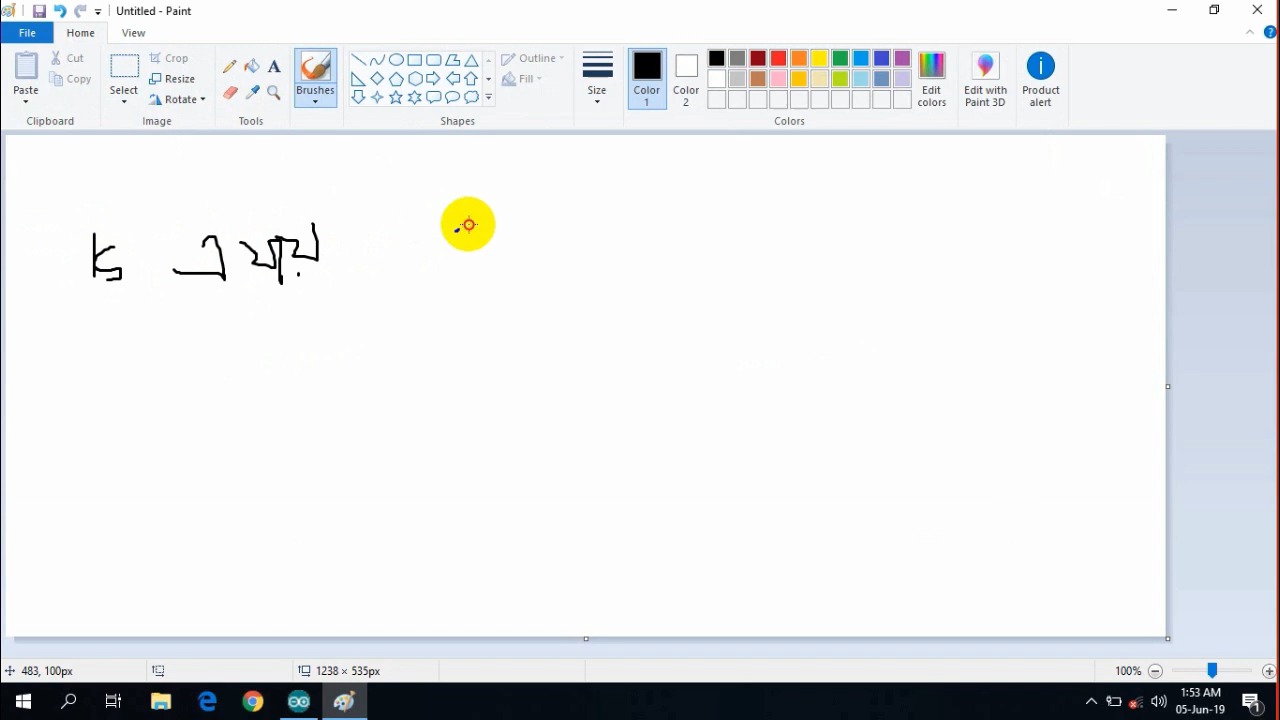 Untitled - Paint
File Home View
Paste Cut Copy Select Crop Resize Rotate Brushes Outline Fill Size Color 1 Color 2 Edit colors Edit with Paint 3D Product alert
Clipboard Image Tools Shapes Colors
483, 100px 1238 × 535px 100%
1:53 AM
05-Jun-19